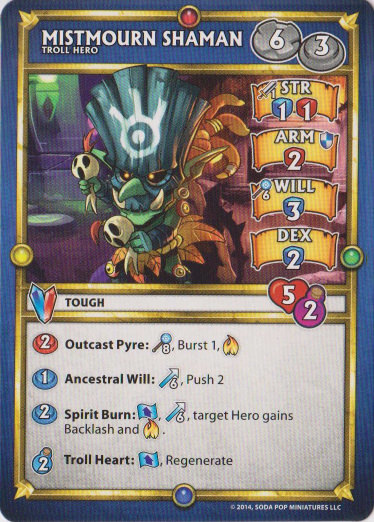 MISTMOURN SHAMAN 6 3
TROLL HERO
STR
1 1
ARM
2
WILL
3
DEX
2
TOUGH
5 2
2 Outcast Pyre: 8, Burst 1,
1 Ancestral Will: 6, Push 2
2 Spirit Burn: , 6, target Hero gains
Backlash and .
2 Troll Heart: , Regenerate
© 2014, SODA POP MINIATURES LLC